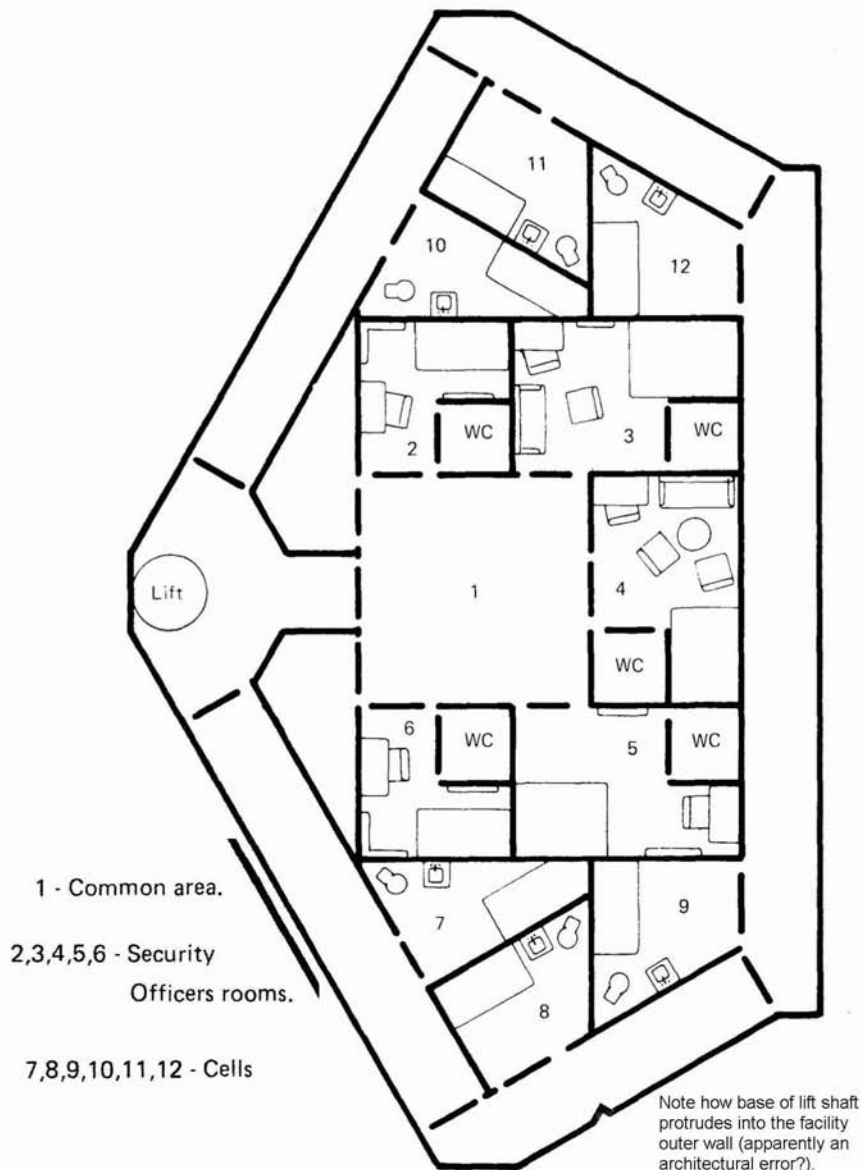 11
10
12
WC
WC
2
3
Lift
1
4
WC
6
WC
5
WC
1 - Common area.
2,3,4,5,6 - Security
Officers rooms.
7,8,9,10,11,12 - Cells
7
9
8
Note how base of lift shaft
protrudes into the facility
outer wall (apparently an
architectural error?).